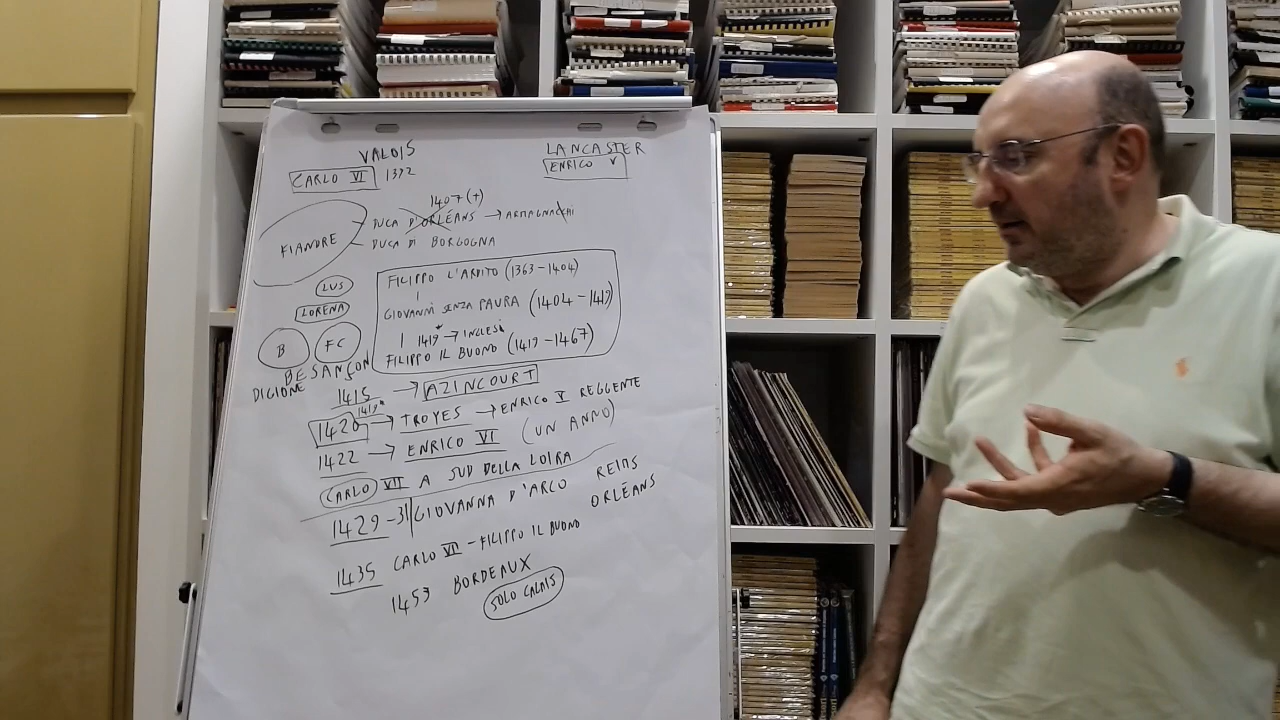 VALOIS
LANCASTER
CARLO VI 1392
ENRICO V
1407 (+)
DUCA D'ORLÉANS → ARMAGNACHI
FIANDRE
DUCA DI BORGOGNA
FILIPPO L'ARDITO (1363-1404)
LUS
GIOVANNI SENZA PAURA (1404-1419)
LORENA
1419* → INGLESI
FILIPPO IL BUONO (1419-1467)
B
FC
BESANÇON
DIGIONE
1415 → AZINCOURT
1419*
1420 → TROYES → ENRICO V REGGENTE
1422 → ENRICO VI (UN ANNO)
CARLO VII A SUD DELLA LOIRA
1429-31 GIOVANNA D'ARCO REIMS
ORLÉANS
1435 CARLO VII - FILIPPO IL BUONO
1453 BORDEAUX
SOLO CALAIS